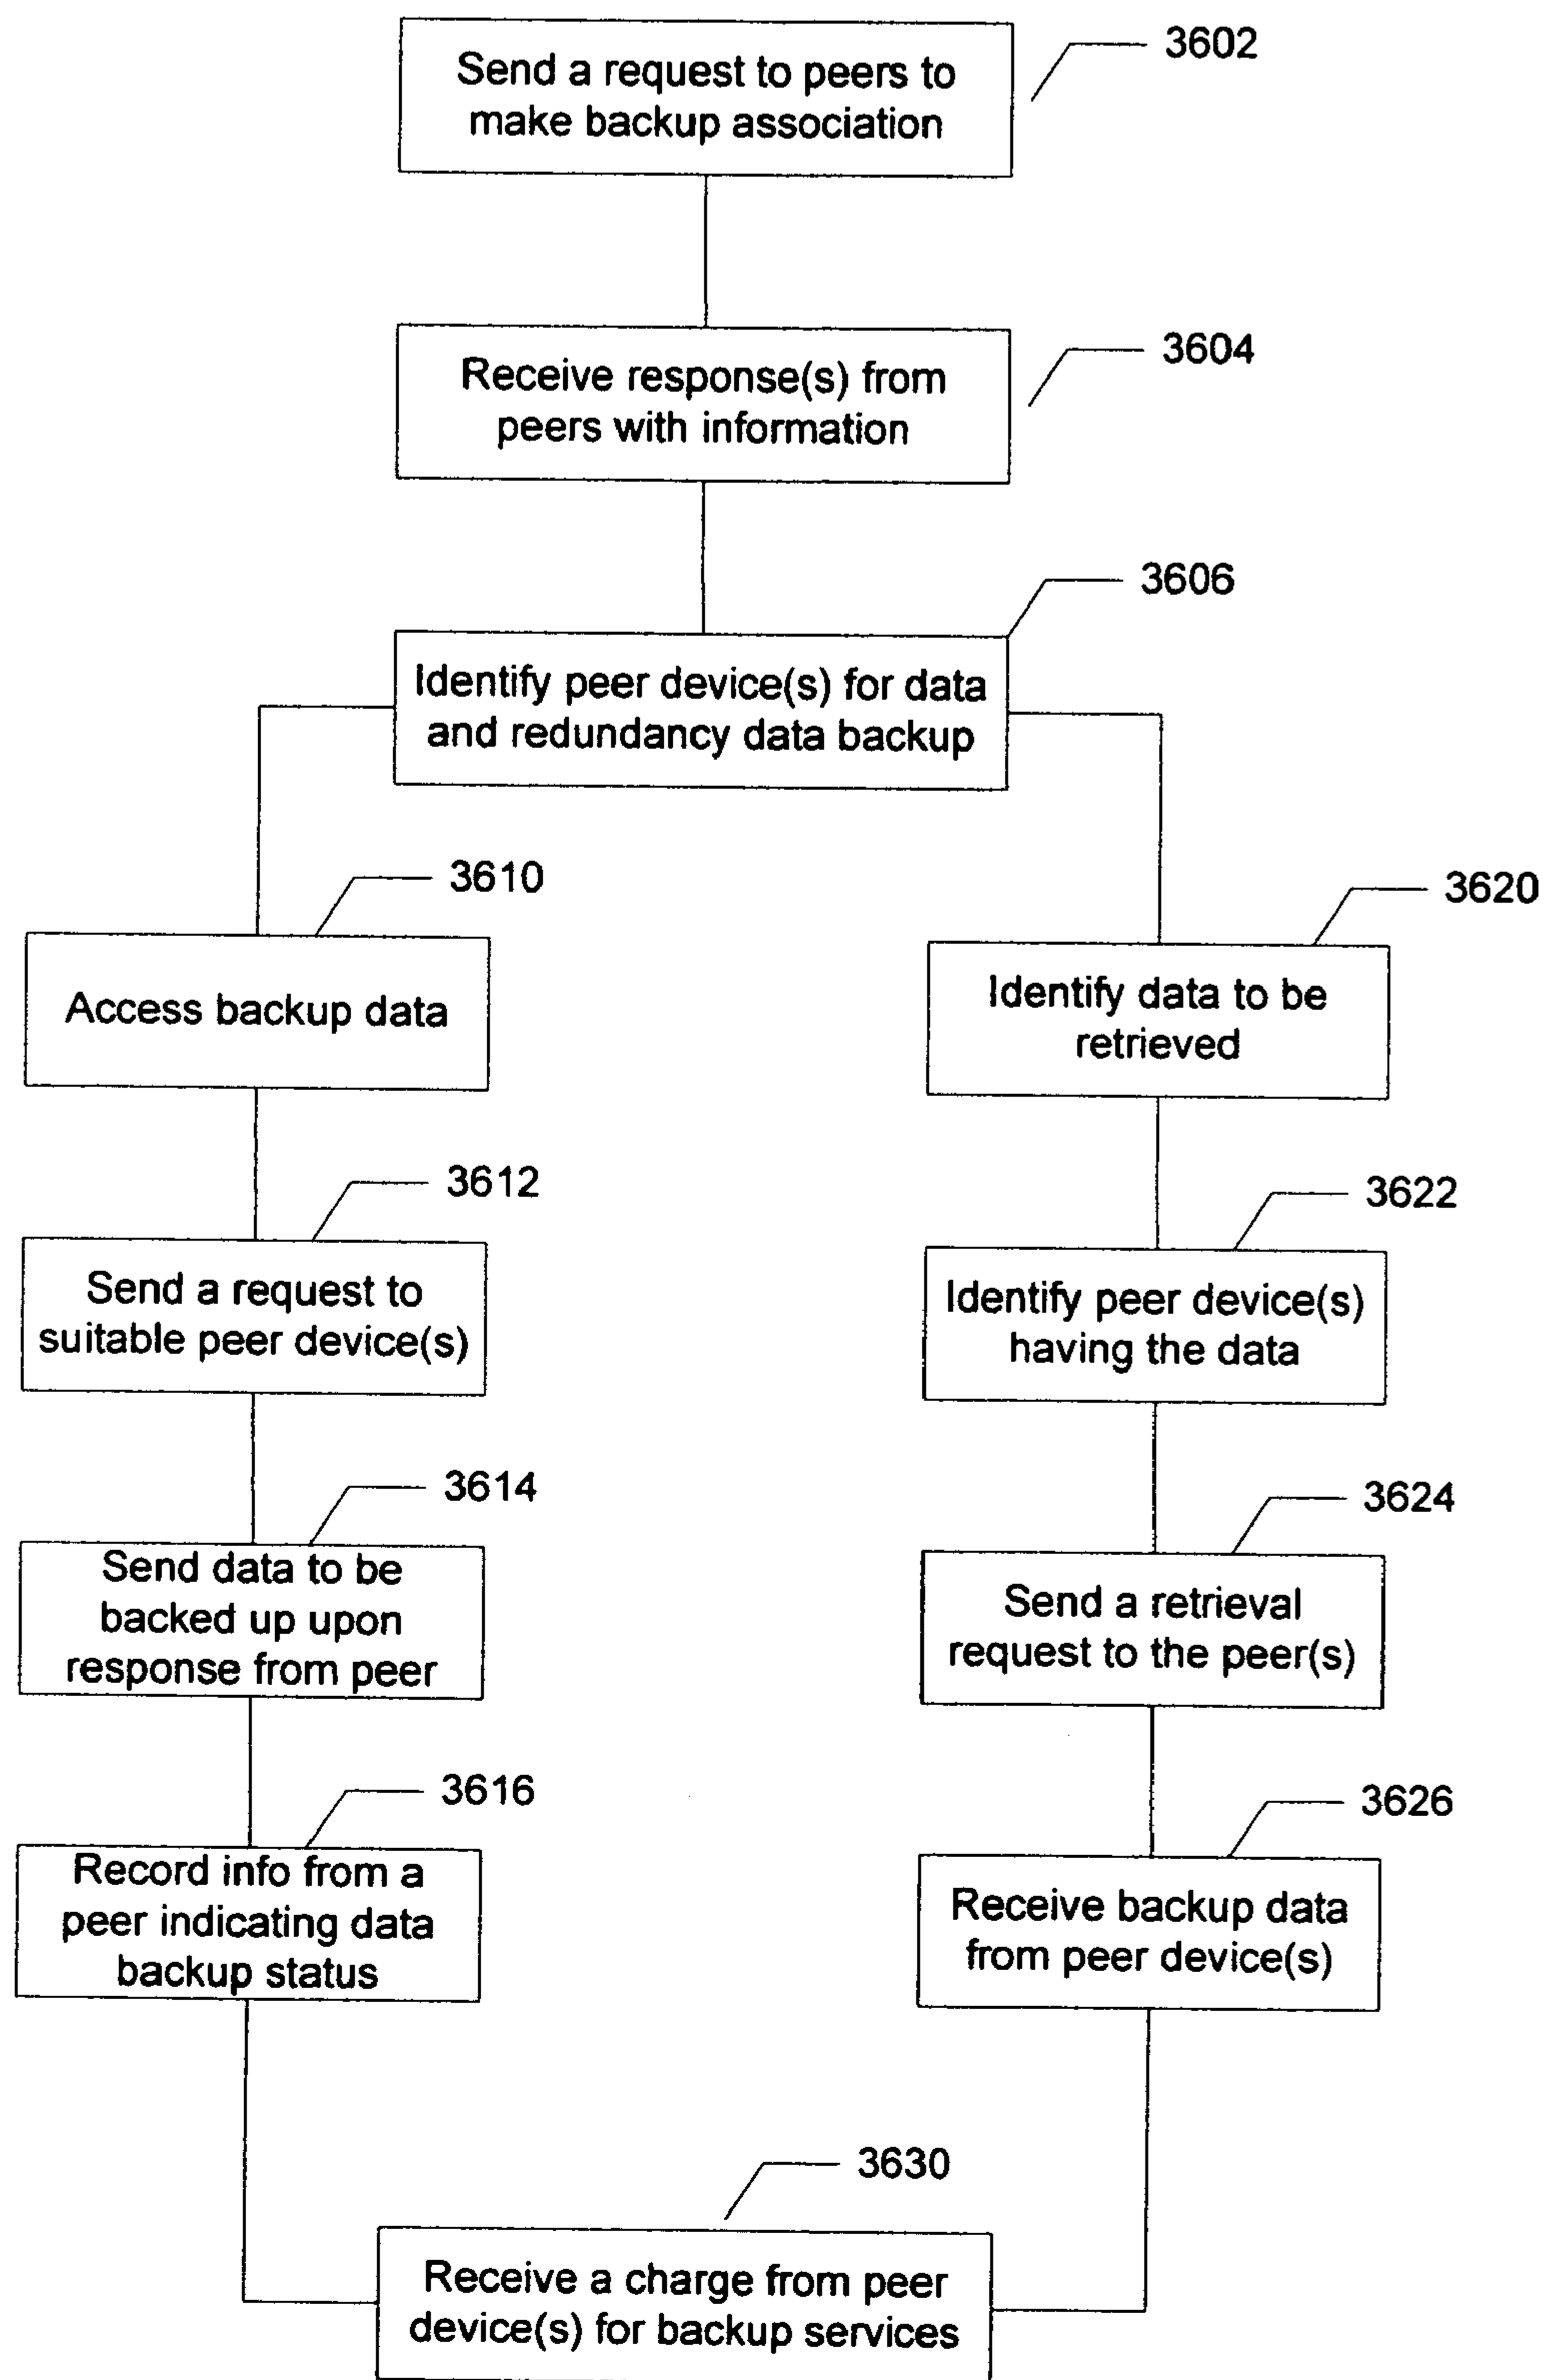 3602
Send a request to peers to
make backup association
3604
Receive response(s) from
peers with information
3606
Identify peer device(s) for data
and redundancy data backup
3610
Access backup data
3612
Send a request to
suitable peer device(s)
3614
Send data to be
backed up upon
response from peer
3616
Record info from a
peer indicating data
backup status
3620
Identify data to be
retrieved
3622
Identify peer device(s)
having the data
3624
Send a retrieval
request to the peer(s)
3626
Receive backup data
from peer device(s)
3630
Receive a charge from peer
device(s) for backup services